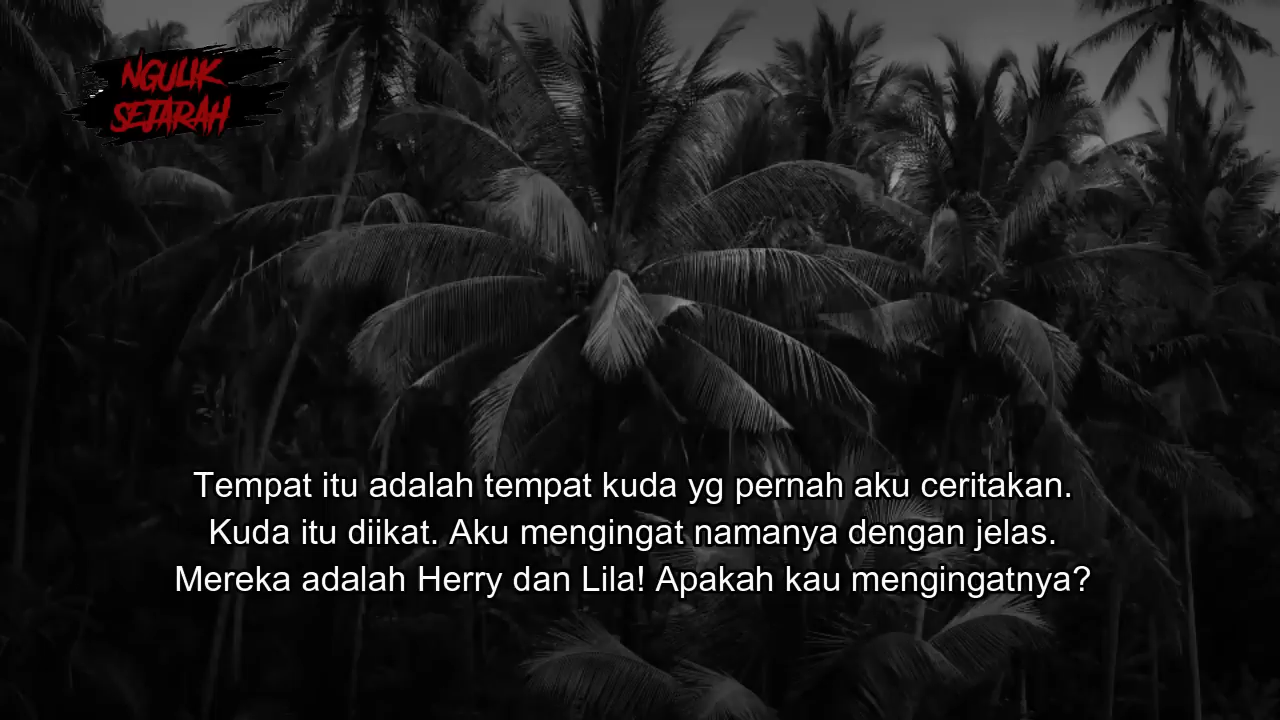 NGULIK
SEJARAH
Tempat itu adalah tempat kuda yg pernah aku ceritakan.
Kuda itu diikat. Aku mengingat namanya dengan jelas.
Mereka adalah Herry dan Lila! Apakah kau mengingatnya?